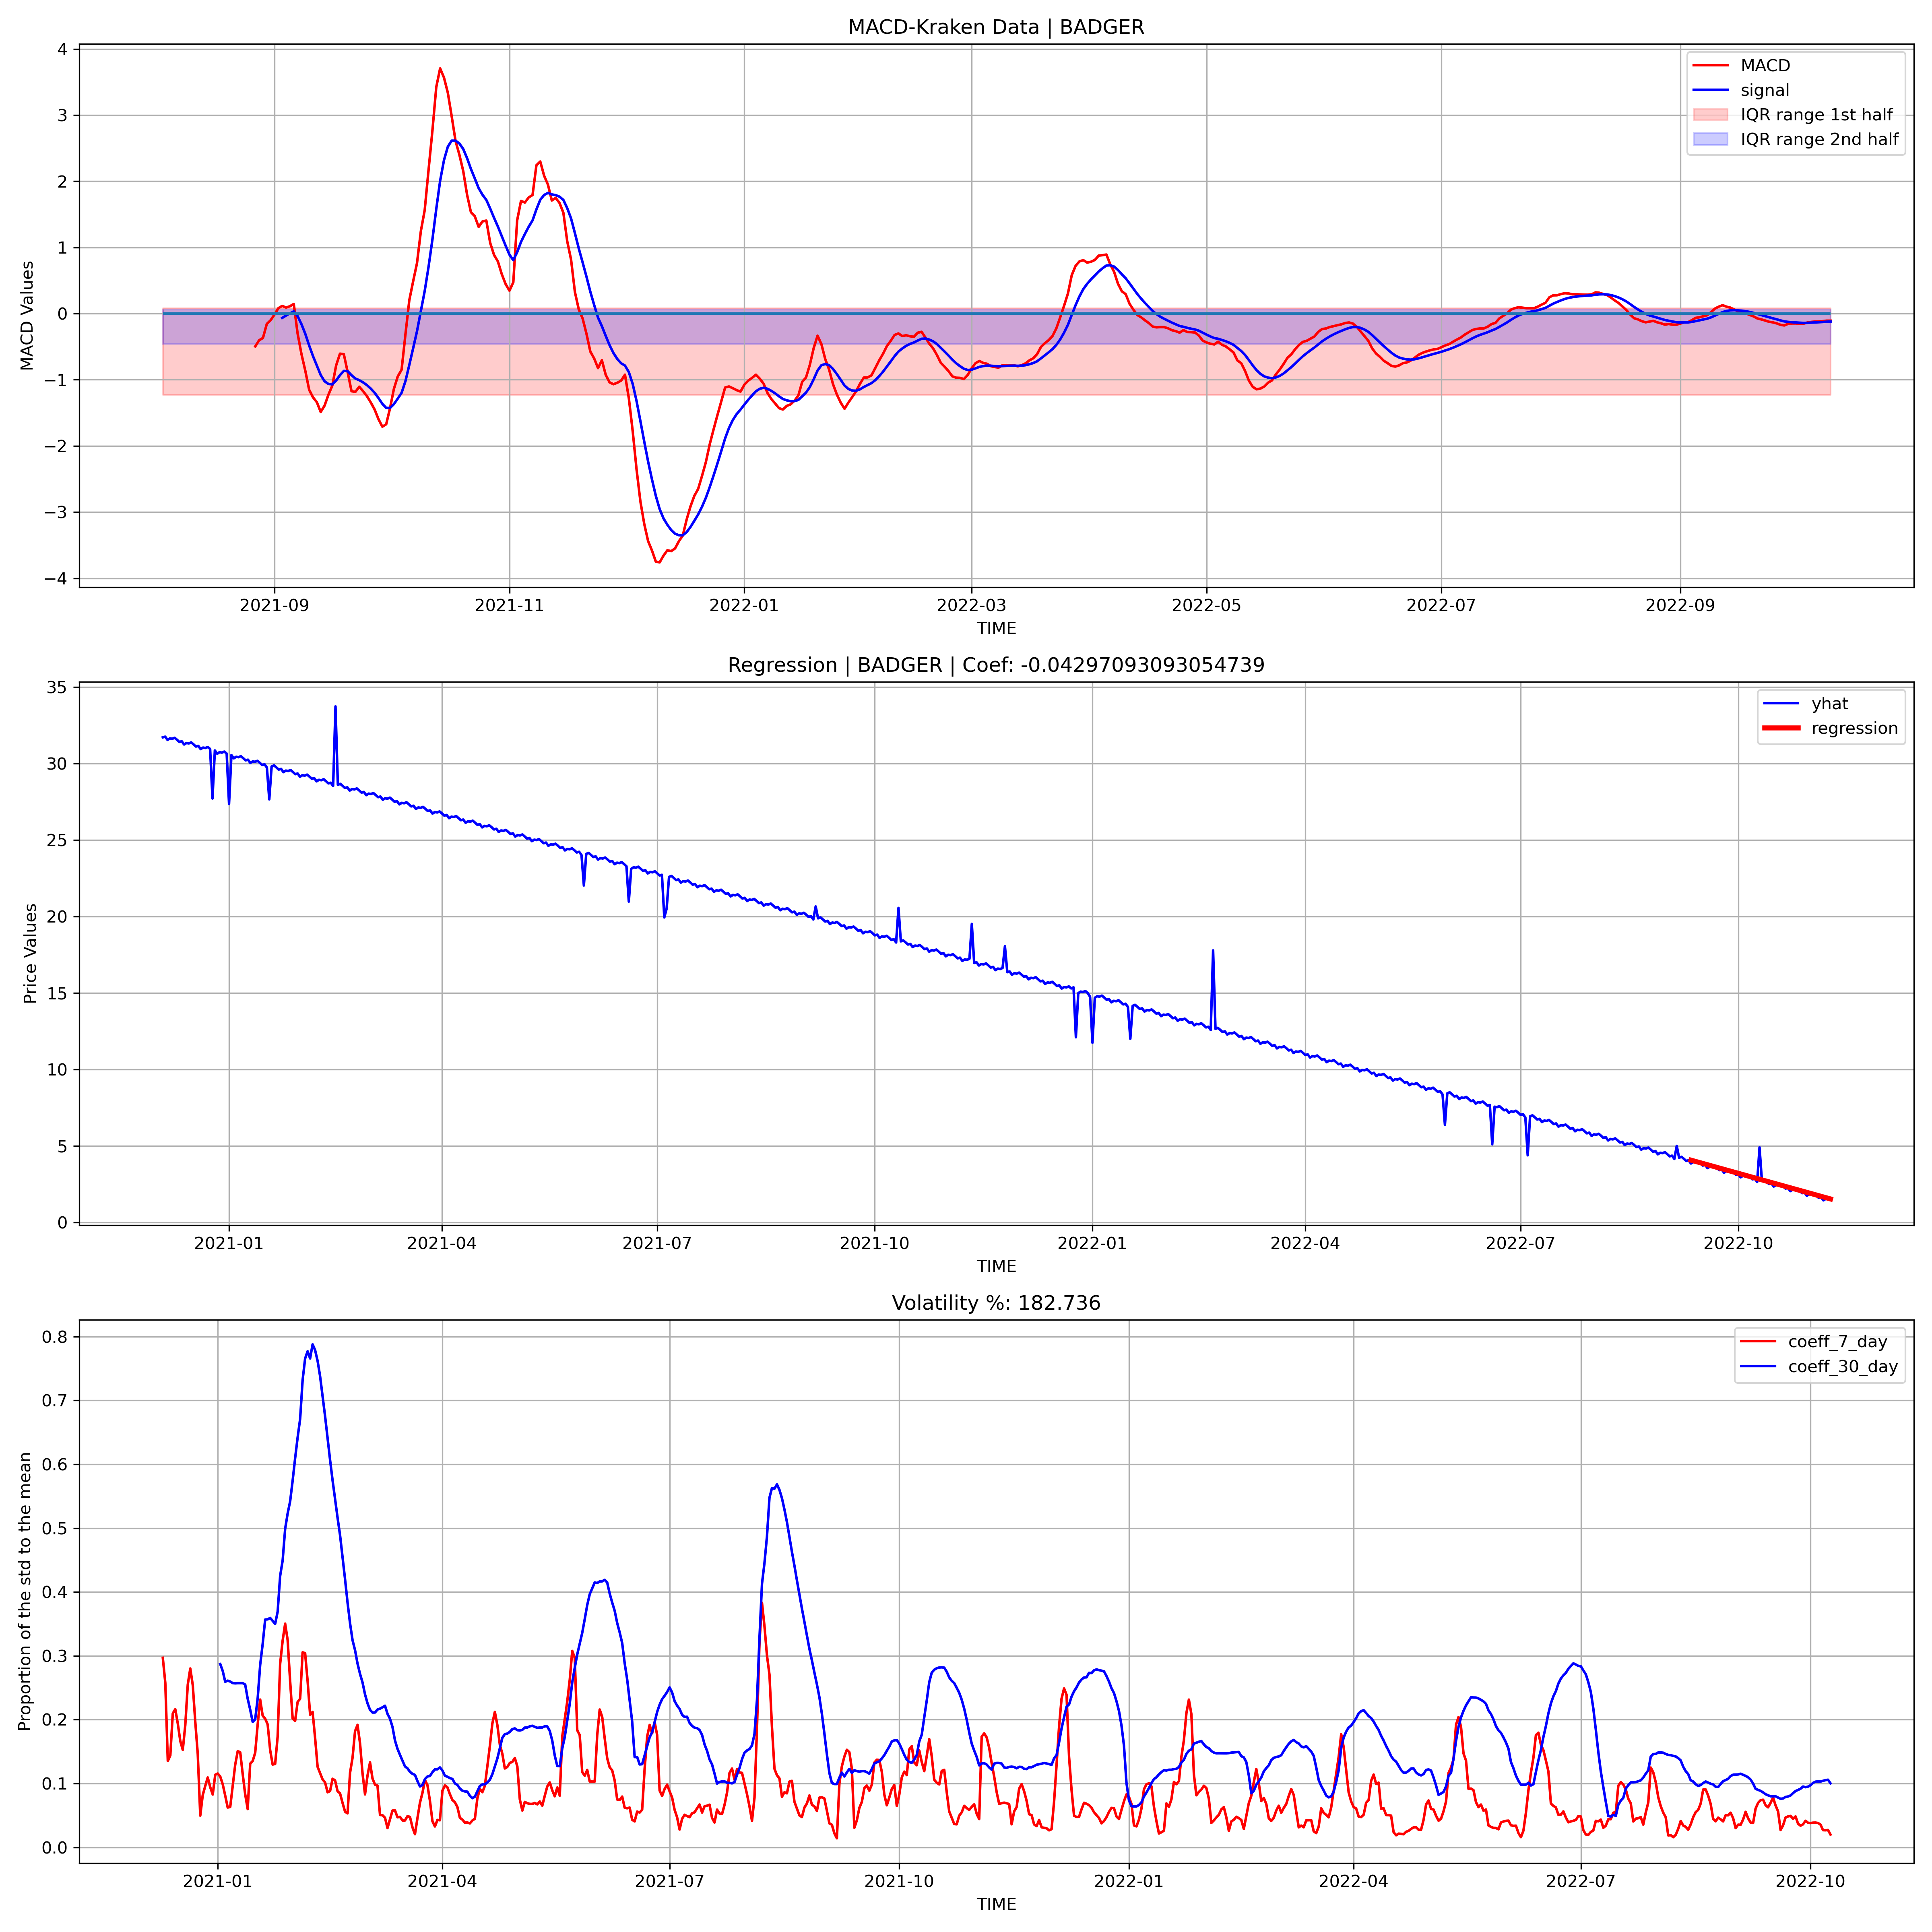 MACD-Kraken Data | BADGER
MACD Values
4
3
2
1
0
−1
−2
−3
−4
MACD
signal
IQR range 1st half
IQR range 2nd half
2021-09
2021-11
2022-01
2022-03
2022-05
2022-07
2022-09
TIME
Regression | BADGER | Coef: -0.04297093093054739
Price Values
35
30
25
20
15
10
5
0
yhat
regression
2021-01
2021-04
2021-07
2021-10
2022-01
2022-04
2022-07
2022-10
TIME
Volatility %: 182.736
Proportion of the std to the mean
0.8
0.7
0.6
0.5
0.4
0.3
0.2
0.1
0.0
coeff_7_day
coeff_30_day
2021-01
2021-04
2021-07
2021-10
2022-01
2022-04
2022-07
2022-10
TIME